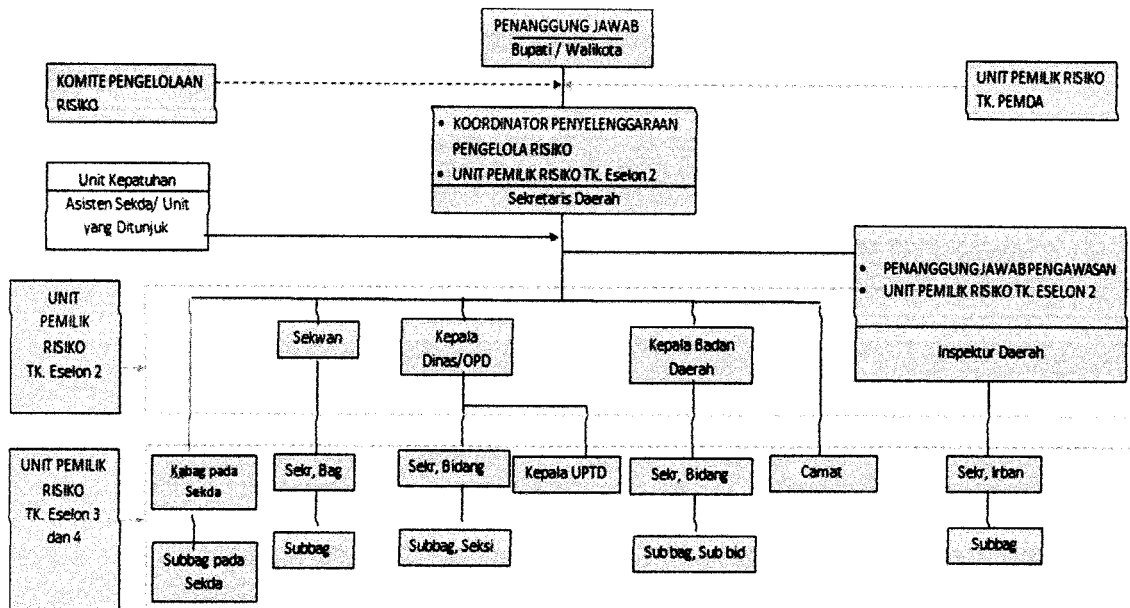 PENANGGUNG JAWAB
Bupati / Walikota
KOMITE PENGELOLAAN
RISIKO
UNIT PEMILIK RISIKO
TK. PEMDA
• KOORDINATOR PENYELENGGARAAN
PENGELOLA RISIKO
• UNIT PEMILIK RISIKO TK. Eselon 2
Sekretaris Daerah
Unit Kepatuhan
Asisten Sekda/ Unit
yang Ditunjuk
• PENANGGUNG JAWAB PENGAWASAN
• UNIT PEMILIK RISIKO TK. ESELON 2
Inspektur Daerah
UNIT
PEMILIK
RISIKO
TK. Eselon 2
Sekwan
Kepala
Dinas/OPD
Kepala Badan
Daerah
UNIT PEMILIK
RISIKO
TK. Eselon 3
dan 4
Kabag pada
Sekda
Sekr, Bag
Sekr, Bidang
Kepala UPTD
Sekr, Bidang
Camat
Sekr, Irban
Subbag pada
Sekda
Subbag
Subbag, Seksi
Sub bag, Sub bid
Subbag